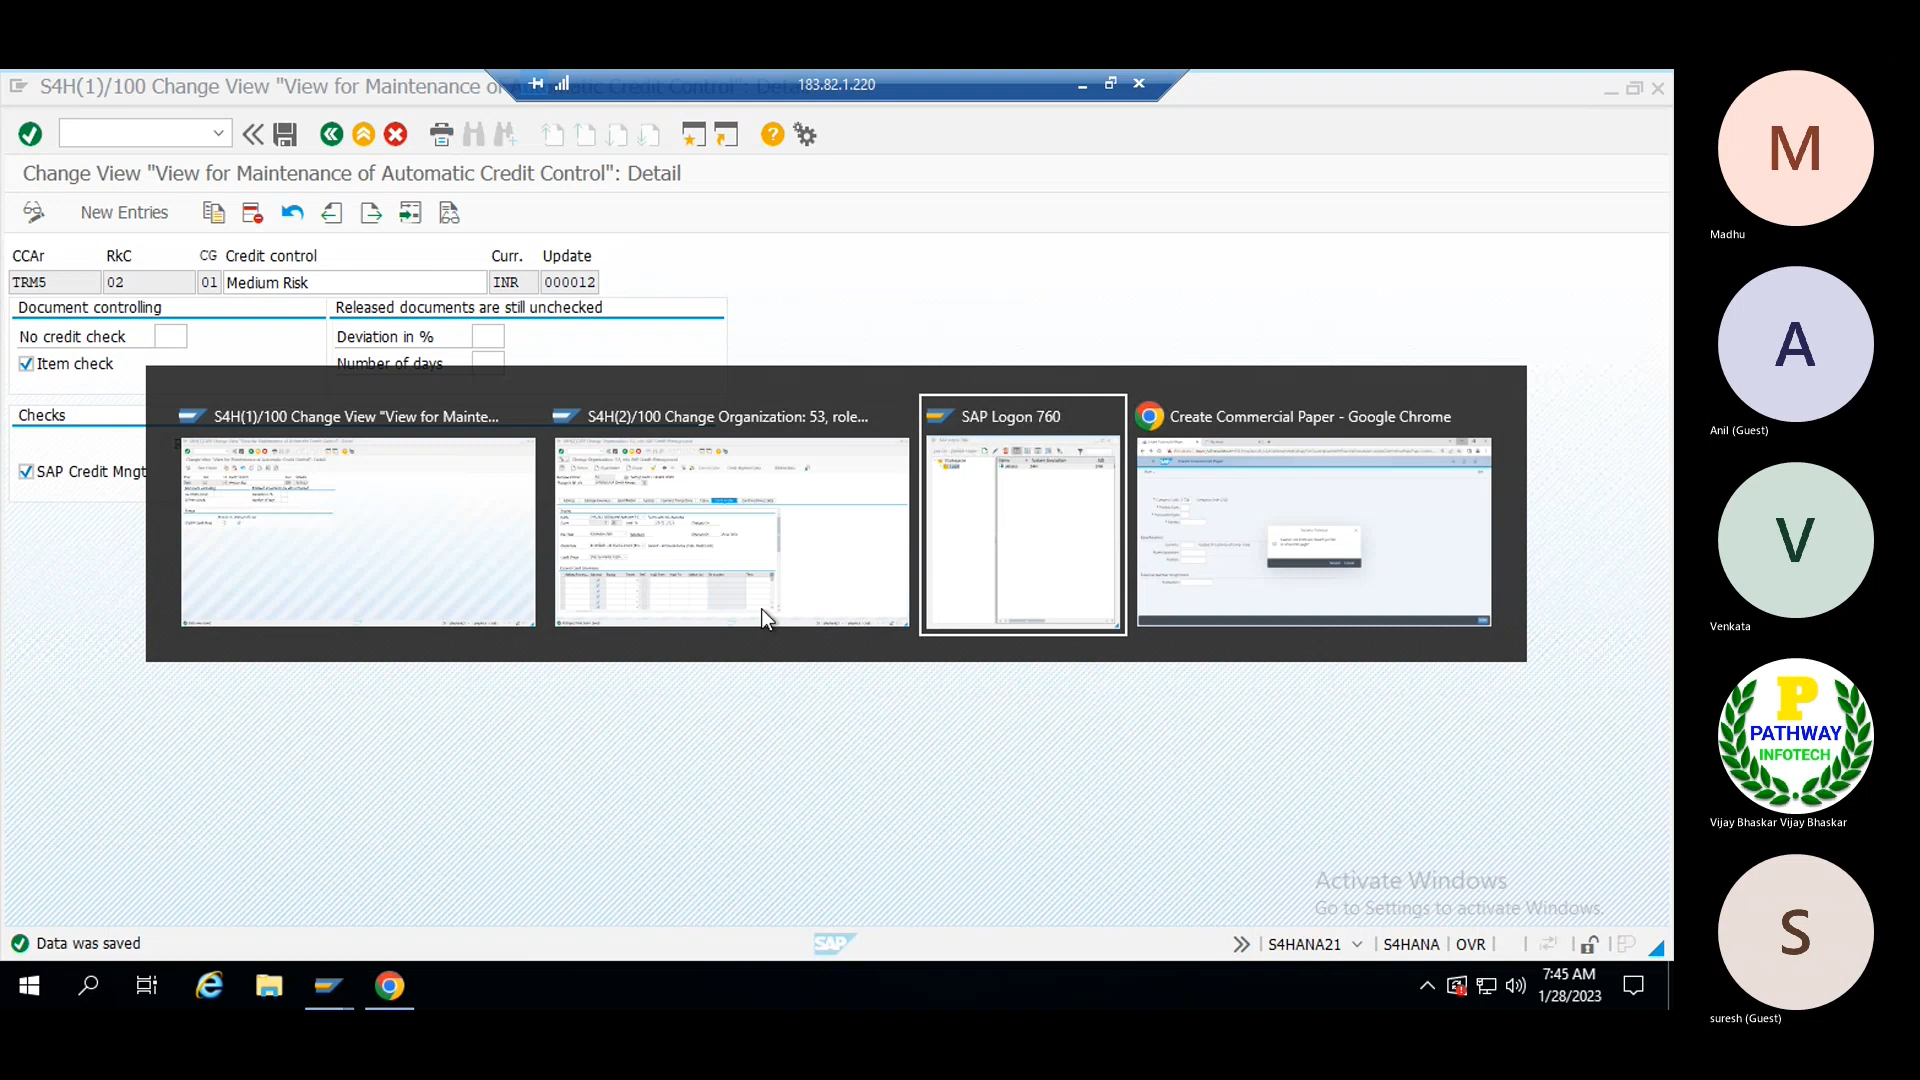 S4H(1)/100 Change View "View for Maintenance of Automatic Credit Control": Deta
183.82.1.220
Change View "View for Maintenance of Automatic Credit Control": Detail
New Entries
CCAr RkC CG Credit control Curr. Update
TRM5 02 01 Medium Risk INR 000012
Document controlling Released documents are still unchecked
No credit check Deviation in %
Item check Number of days
Checks
SAP Credit Mngt
S4H(1)/100 Change View "View for Mainte...
S4H(2)/100 Change Organization: 53, role...
SAP Logon 760
Create Commercial Paper - Google Chrome
Activate Windows
Go to Settings to activate Windows.
Data was saved
SAP
S4HANA21 S4HANA OVR
7:45 AM
1/28/2023
M
Madhu
A
Anil (Guest)
V
Venkata
P
PATHWAY
INFOTECH
Vijay Bhaskar Vijay Bhaskar
S
suresh (Guest)